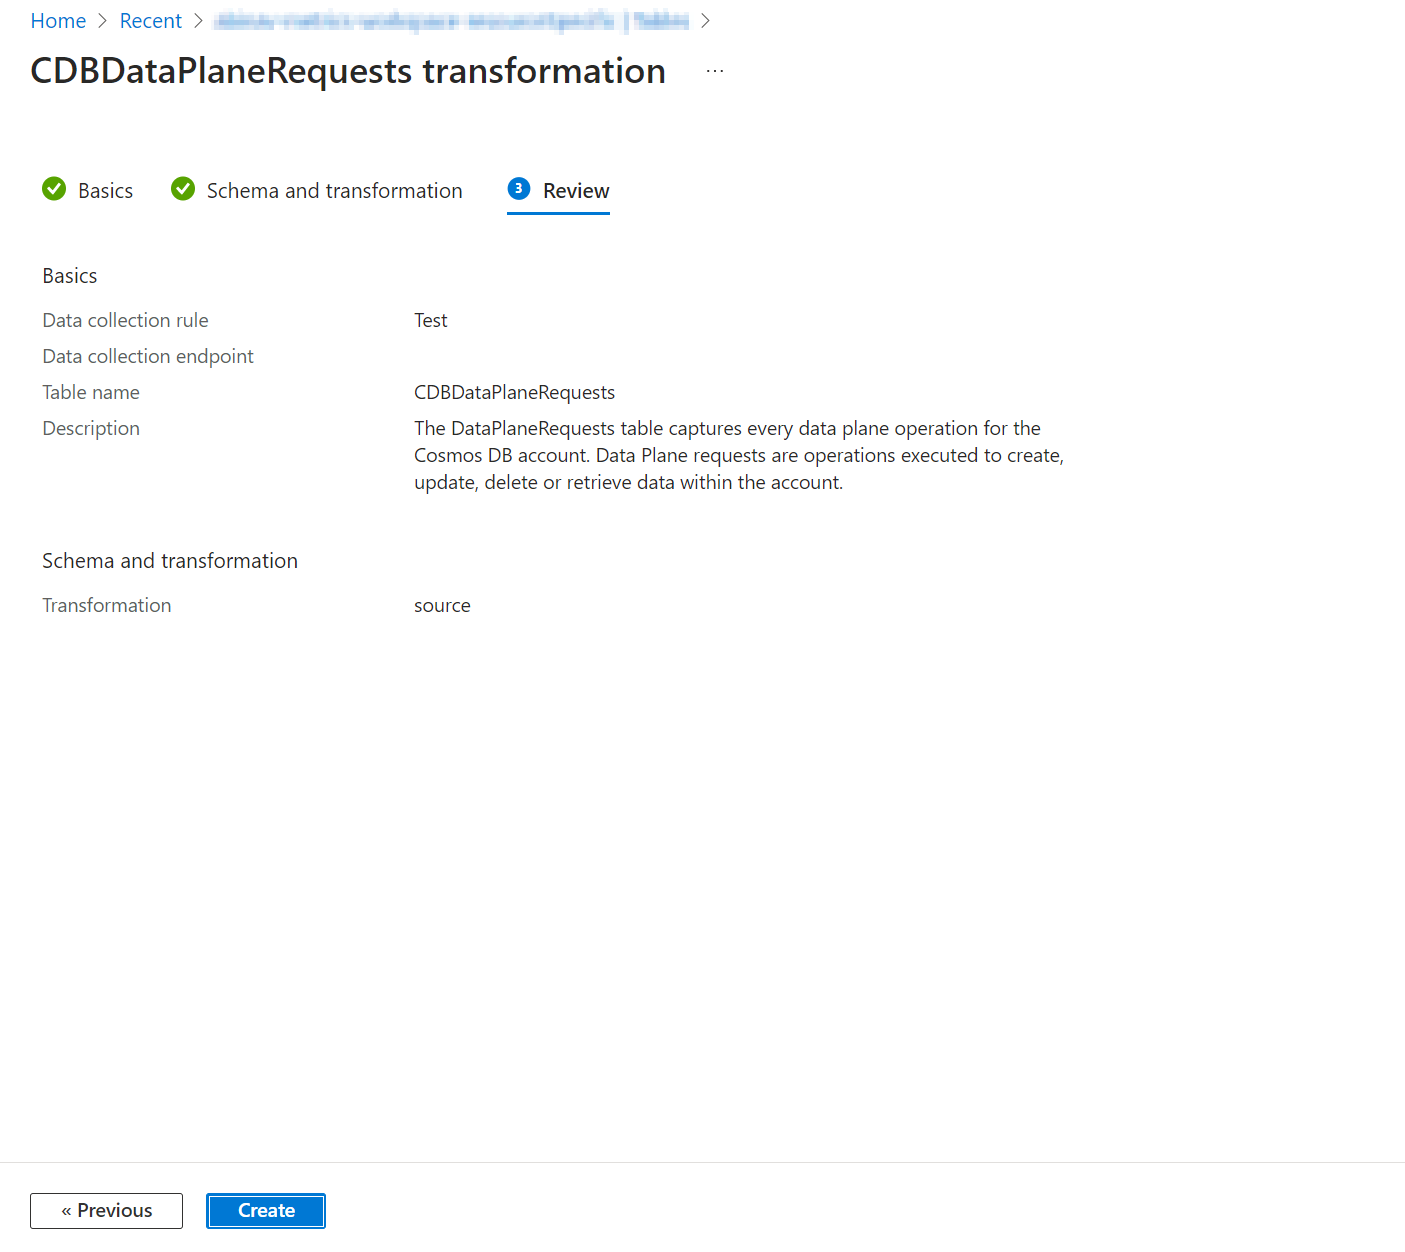 Home > Recent > >
CDBDataPlaneRequests transformation ...
Basics Schema and transformation 3 Review
Basics
Data collection rule Test
Data collection endpoint
Table name CDBDataPlaneRequests
Description The DataPlaneRequests table captures every data plane operation for the
Cosmos DB account. Data Plane requests are operations executed to create,
update, delete or retrieve data within the account.
Schema and transformation
Transformation source
« Previous Create